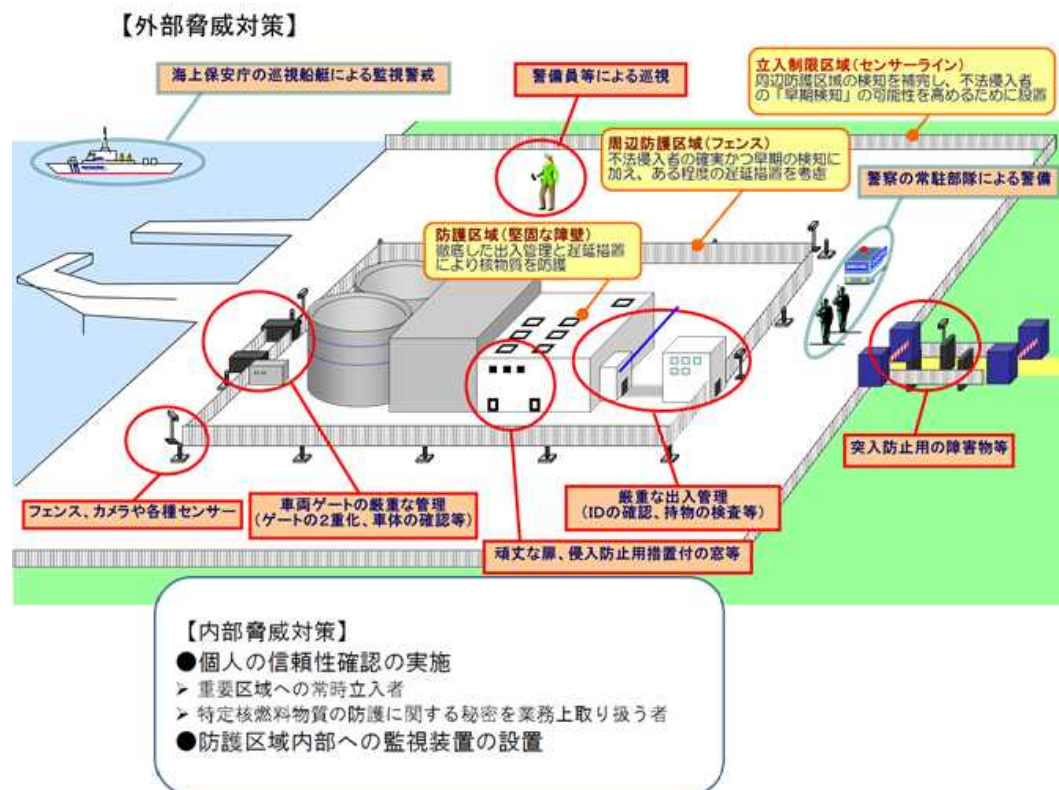 【外部脅威対策】
海上保安庁の巡視船艇による監視警戒
警備員等による巡視
立入制限区域(センサーライン)
周辺防護区域の検知を補完し、不法侵入者
の「早期検知」の可能性を高めるために設置
周辺防護区域(フェンス)
不法侵入者の確実かつ早期の検知に
加え、ある程度の遅延措置を考慮
警察の常駐部隊による警備
防護区域(堅固な障壁)
徹底した出入管理と遅延措置
により核物質を防護
突入防止用の障害物等
フェンス、カメラや各種センサー
車両ゲートの厳重な管理
(ゲートの2重化、車体の確認等)
厳重な出入管理
(IDの確認、持物の検査等)
頑丈な扉、侵入防止用措置付の窓等
【内部脅威対策】
●個人の信頼性確認の実施
➢ 重要区域への常時立入者
➢ 特定核燃料物質の防護に関する秘密を業務上取り扱う者
●防護区域内部への監視装置の設置